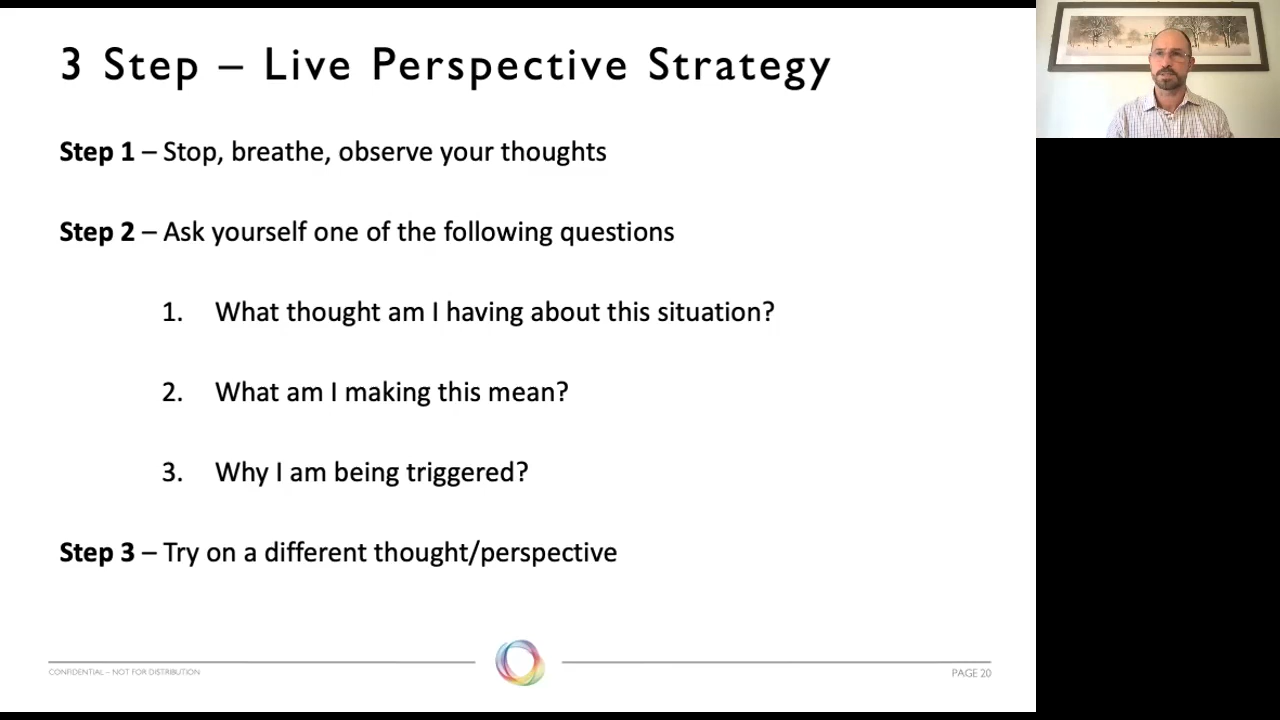 3 Step – Live Perspective Strategy
Step 1 – Stop, breathe, observe your thoughts
Step 2 – Ask yourself one of the following questions
1. What thought am I having about this situation?
2. What am I making this mean?
3. Why I am being triggered?
Step 3 – Try on a different thought/perspective
CONFIDENTIAL – NOT FOR DISTRIBUTION
PAGE 20